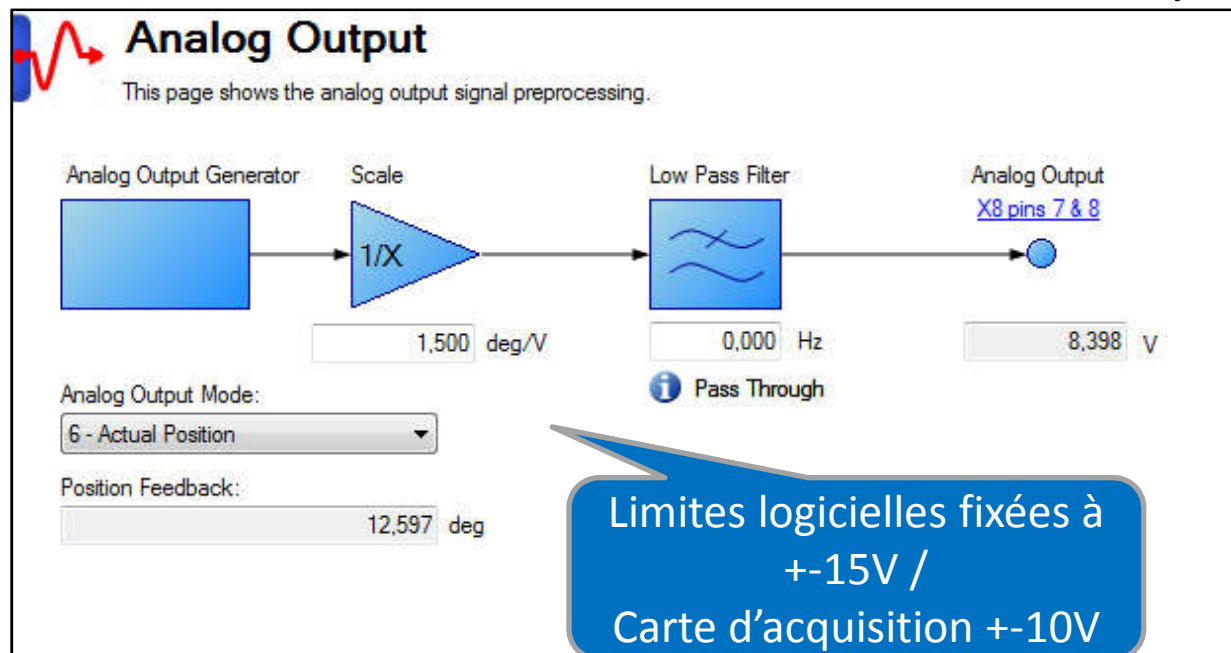 Analog Output
This page shows the analog output signal preprocessing.
Analog Output Generator
Scale
Low Pass Filter
Analog Output
X8 pins 7 & 8
1/X
1,500 deg/V
0,000 Hz
8,398 V
Pass Through
Analog Output Mode:
6 - Actual Position
Position Feedback:
12,597 deg
Limites logicielles fixées à
+-15V /
Carte d’acquisition +-10V